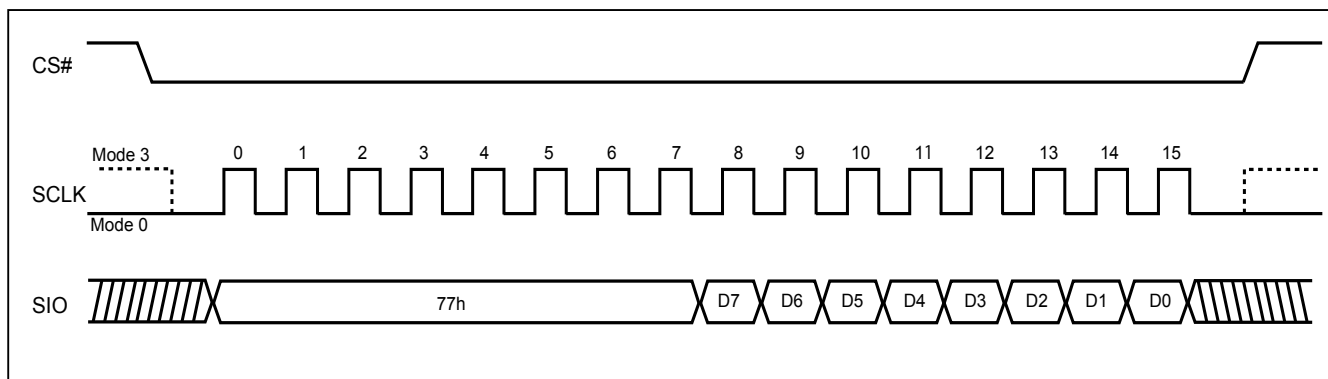 CS#
Mode 3 0 1 2 3 4 5 6 7 8 9 10 11 12 13 14 15
SCLK
Mode 0
SIO 77h D7 D6 D5 D4 D3 D2 D1 D0